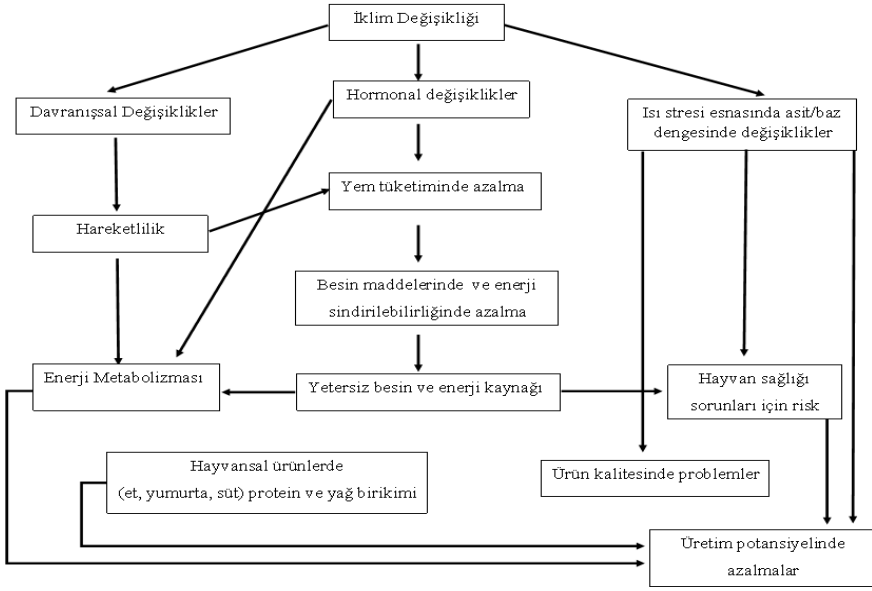 İklim Değişikliği
Davranışsal Değişiklikler
Hormonal değişiklikler
Isı stresi esnasında asit/baz
dengesinde değişiklikler
Yem tüketiminde azalma
Hareketlilik
Besin maddelerinde ve enerji
sindirilebilirliğinde azalma
Enerji Metabolizması
Yetersiz besin ve enerji kaynağı
Hayvan sağlığı
sorunları için risk
Hayvansal ürünlerde
(et, yumurta, süt) protein ve yağ birikimi
Ürün kalitesinde problemler
Üretim potansiyelinde
azalmalar